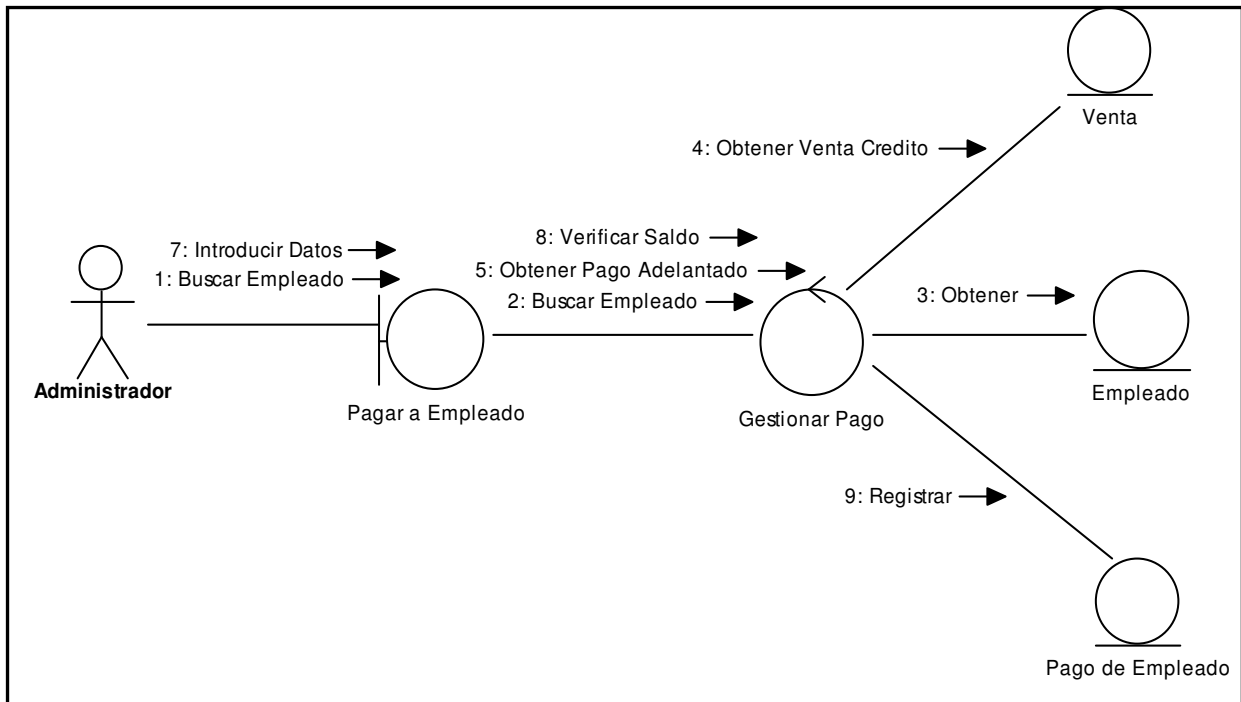 Venta
4: Obtener Venta Credito
8: Verificar Saldo
7: Introducir Datos
5: Obtener Pago Adelantado
1: Buscar Empleado
2: Buscar Empleado
3: Obtener
Administrador
Empleado
Pagar a Empleado
Gestionar Pago
9: Registrar
Pago de Empleado